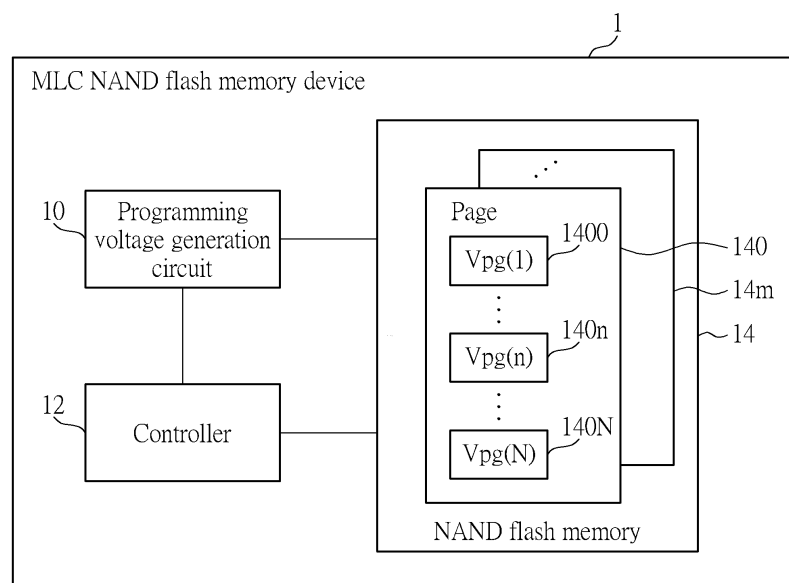 1
MLC NAND flash memory device
10
Programming
voltage generation
circuit
12
Controller
Page
Vpg(1)
1400
Vpg(n)
140n
Vpg(N)
140N
140
14m
14
NAND flash memory